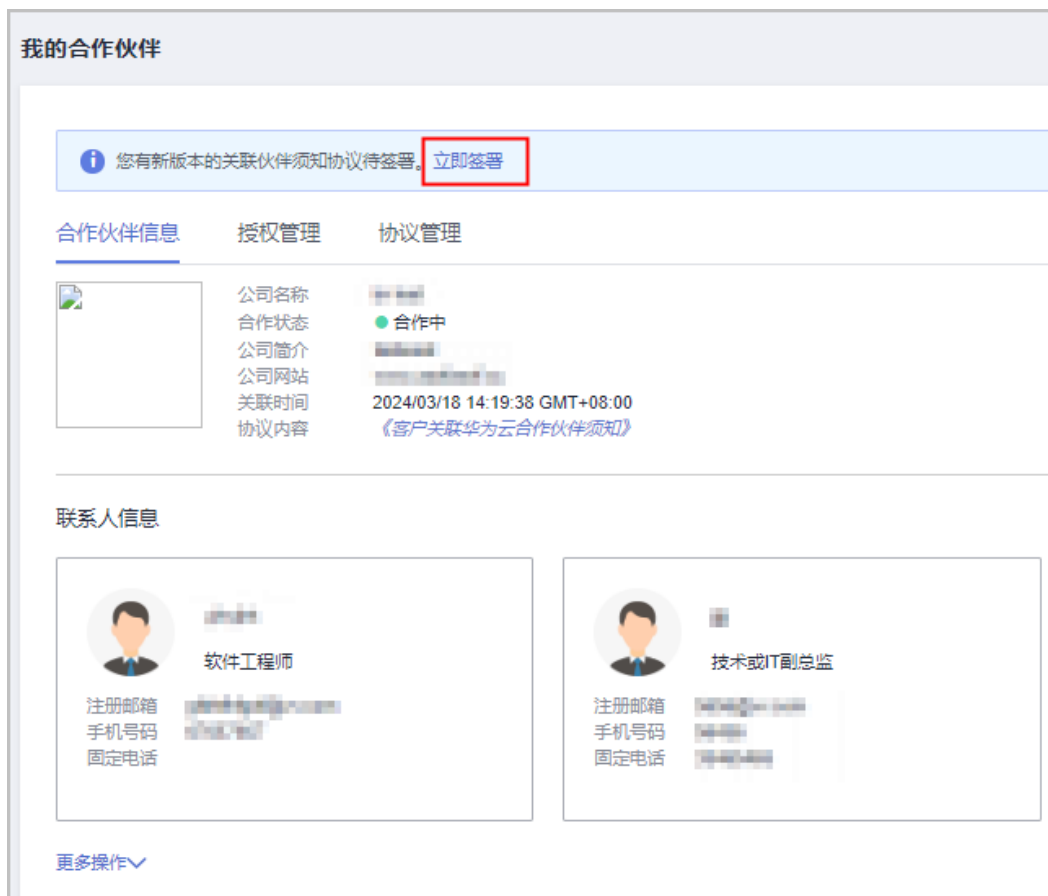 我的合作伙伴
您有新版本的关联伙伴须知协议待签署。立即签署
合作伙伴信息 授权管理 协议管理
公司名称
合作状态 合作中
公司简介
公司网站
关联时间 2024/03/18 14:19:38 GMT+08:00
协议内容 《客户关联华为云合作伙伴须知》
联系人信息
软件工程师
注册邮箱
手机号码
固定电话
技术或IT副总监
注册邮箱
手机号码
固定电话
更多操作